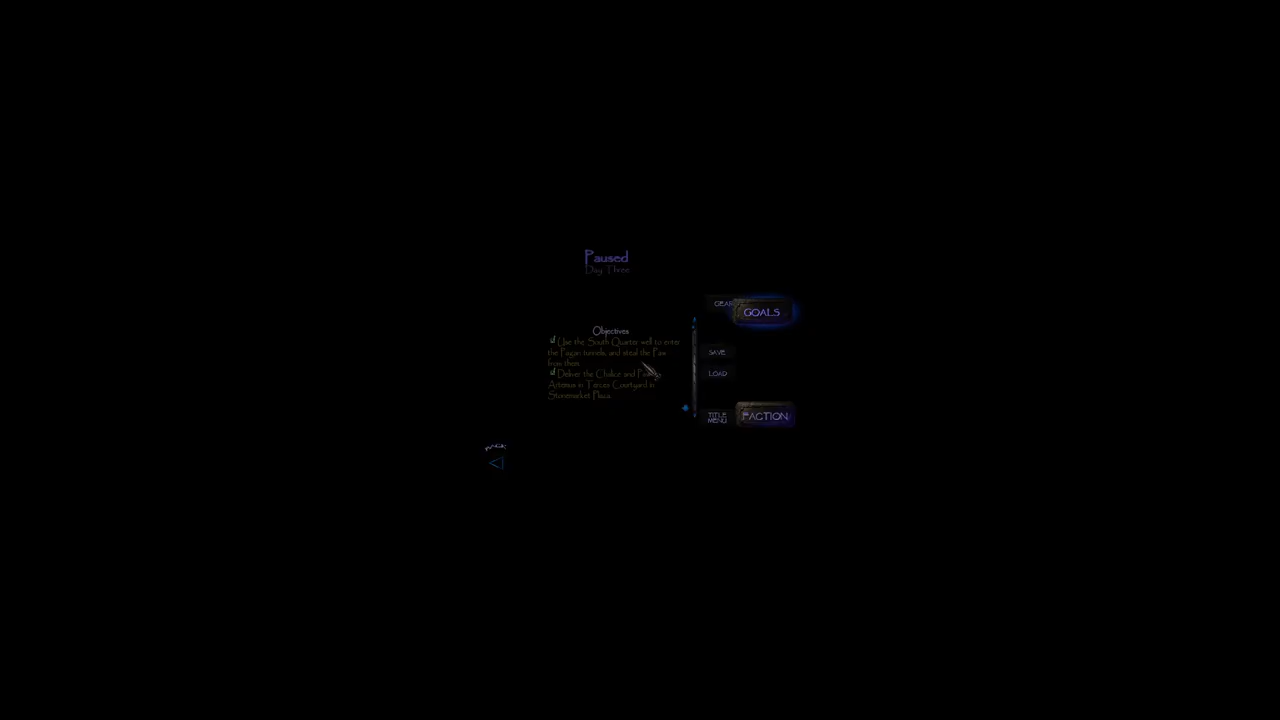 Paused
Day Three
GEAR
GOALS
Objectives
Use the South Quarter well to enter
the Pagan tunnels, and steal the Paw
from them.
Deliver the Chalice and Paw
Artemus in Terces Courtyard in
Stonemarket Plaza.
SAVE
LOAD
TITLE
MENU
FACTION
BACK